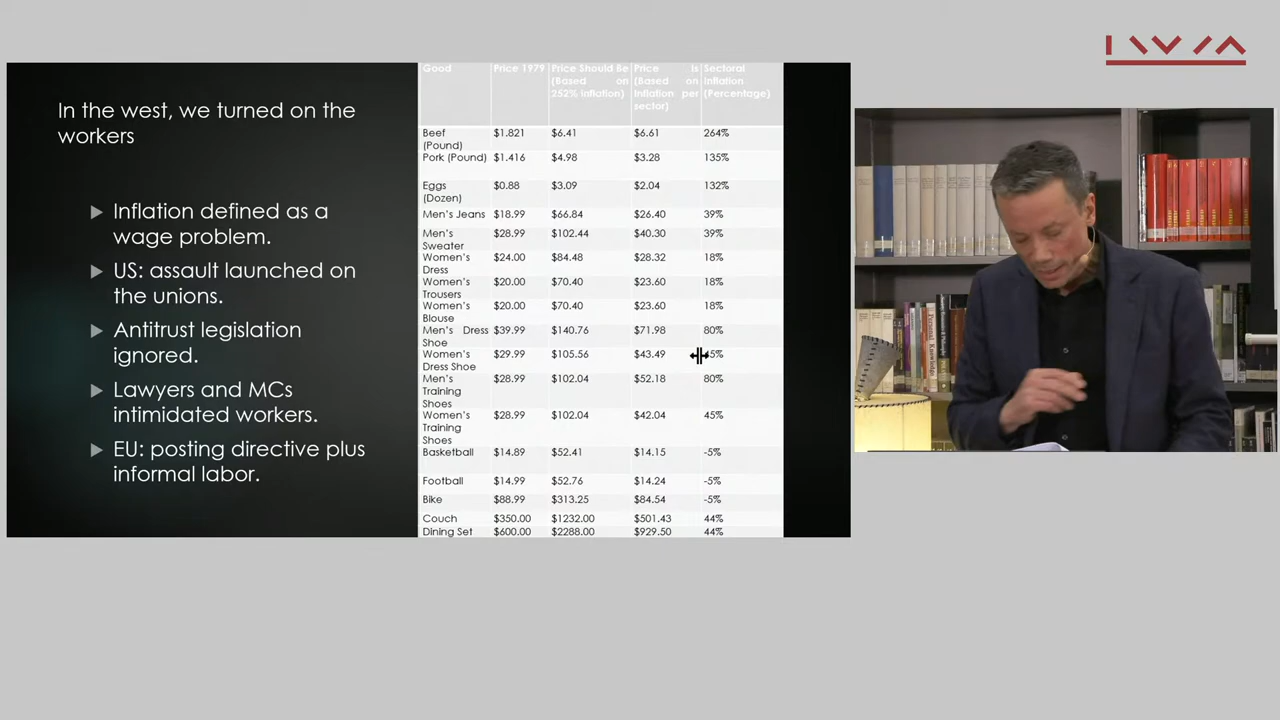 In the west, we turned on the
workers
Inflation defined as a
wage problem.
US: assault launched on
the unions.
Antitrust legislation
ignored.
Lawyers and MCs
intimidated workers.
EU: posting directive plus
informal labor.
Good Price 1979 Price Should Be Price Is Sectoral
(Based on (Based on Inflation
252% inflation) Inflation per (Percentage)
sector)
Beef $1.821 $6.41 $6.61 264%
(Pound)
Pork (Pound) $1.416 $4.98 $3.28 135%
Eggs $0.88 $3.09 $2.04 132%
(Dozen)
Men's Jeans $18.99 $66.84 $26.40 39%
Men's $28.99 $102.44 $40.30 39%
Sweater
Women's $24.00 $84.48 $28.32 18%
Dress
Women's $20.00 $70.40 $23.60 18%
Trousers
Women's $20.00 $70.40 $23.60 18%
Blouse
Men's Dress $39.99 $140.76 $71.98 80%
Shoe
Women's $29.99 $105.56 $43.49
Dress Shoe
Men's $28.99 $102.04 $52.18 80%
Training
Shoes
Women's $28.99 $102.04 $42.04 45%
Training
Shoes
Basketball $14.89 $52.41 $14.15 -5%
Football $14.99 $52.76 $14.24 -5%
Bike $88.99 $313.25 $84.54 -5%
Couch $350.00 $1232.00 $501.43 44%
Dining Set $600.00 $2288.00 $929.50 44%
Personal Knowledge